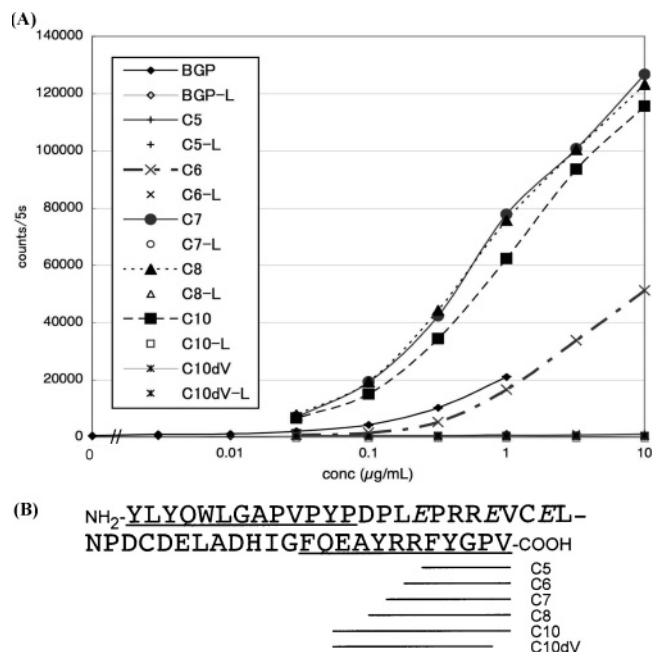 (A)
140000
120000
100000
80000
60000
40000
20000
0
counts/5s
BGP
BGP-L
C5
C5-L
C6
C6-L
C7
C7-L
C8
C8-L
C10
C10-L
C10dV
C10dV-L
0 0.01 0.1 1 10
conc (µg/mL)
(B)
NH2-YLYQWLGAPVPYPDPLEPRREVCEL-
NPDCDELADHIGFQEAYRRFYGPV-COOH
C5
C6
C7
C8
C10
C10dV